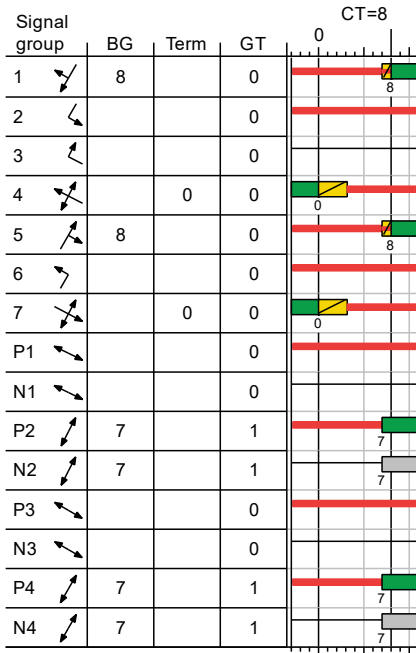 CT=8
Signal group BG Term GT 0
1 8 0 8
2 0
3 0
4 0 0 0
5 8 0 8
6 0
7 0 0 0
P1 0
N1 0
P2 7 1 7
N2 7 1 7
P3 0
N3 0
P4 7 1 7
N4 7 1 7